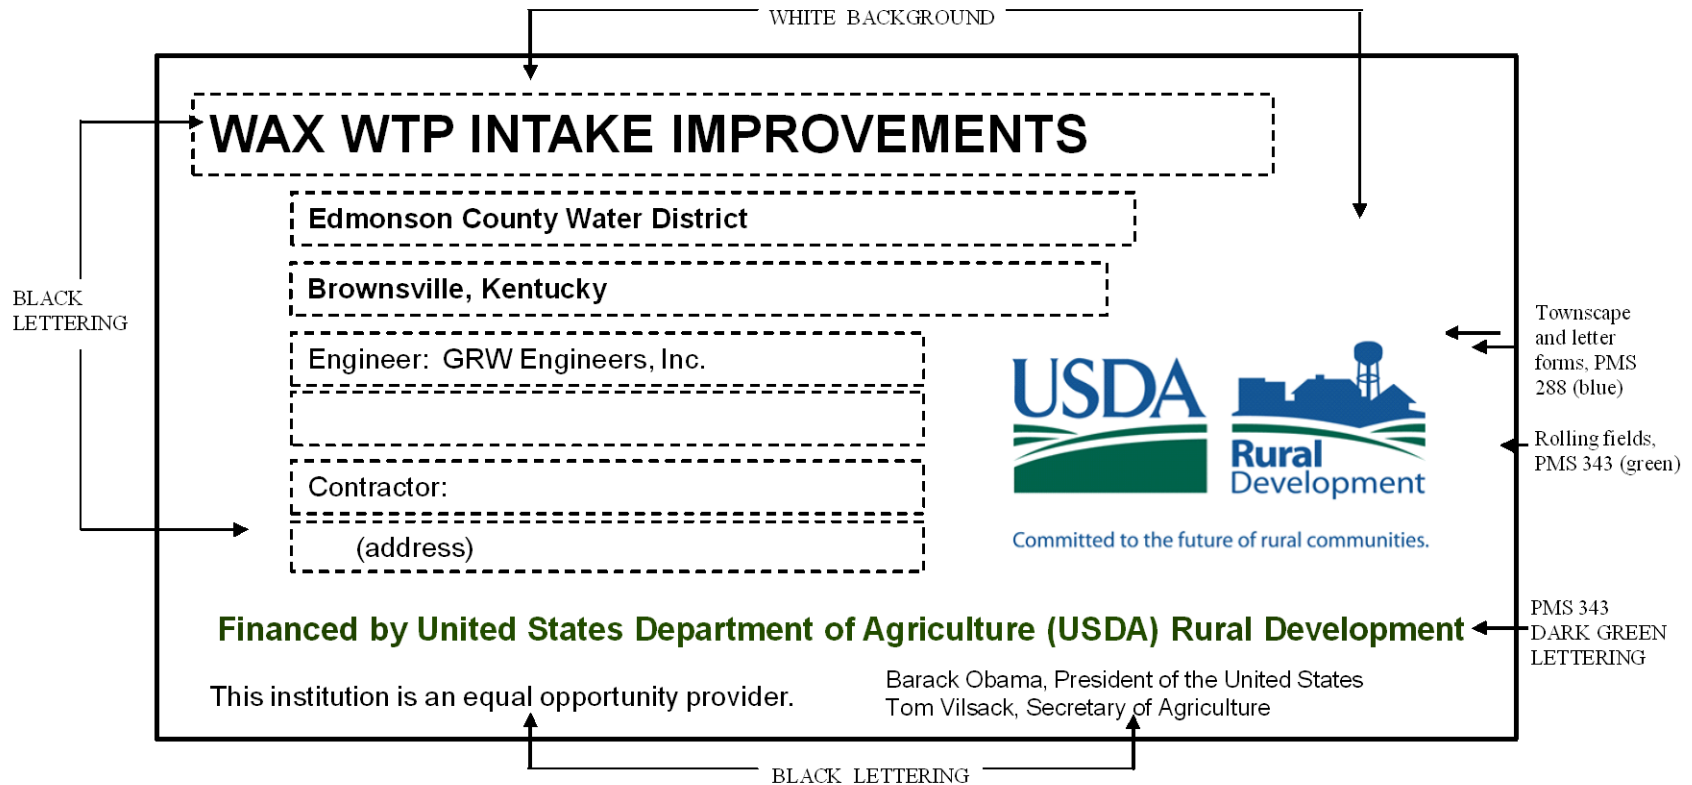 WHITE BACKGROUND
WAX WTP INTAKE IMPROVEMENTS
Edmonson County Water District
Brownsville, Kentucky
BLACK
LETTERING
Engineer: GRW Engineers, Inc.
Contractor:
(address)
USDA
Rural
Development
Committed to the future of rural communities.
Townscape
and letter
forms, PMS
288 (blue)
Rolling fields,
PMS 343 (green)
Financed by United States Department of Agriculture (USDA) Rural Development
PMS 343
DARK GREEN
LETTERING
This institution is an equal opportunity provider.
Barack Obama, President of the United States
Tom Vilsack, Secretary of Agriculture
BLACK LETTERING